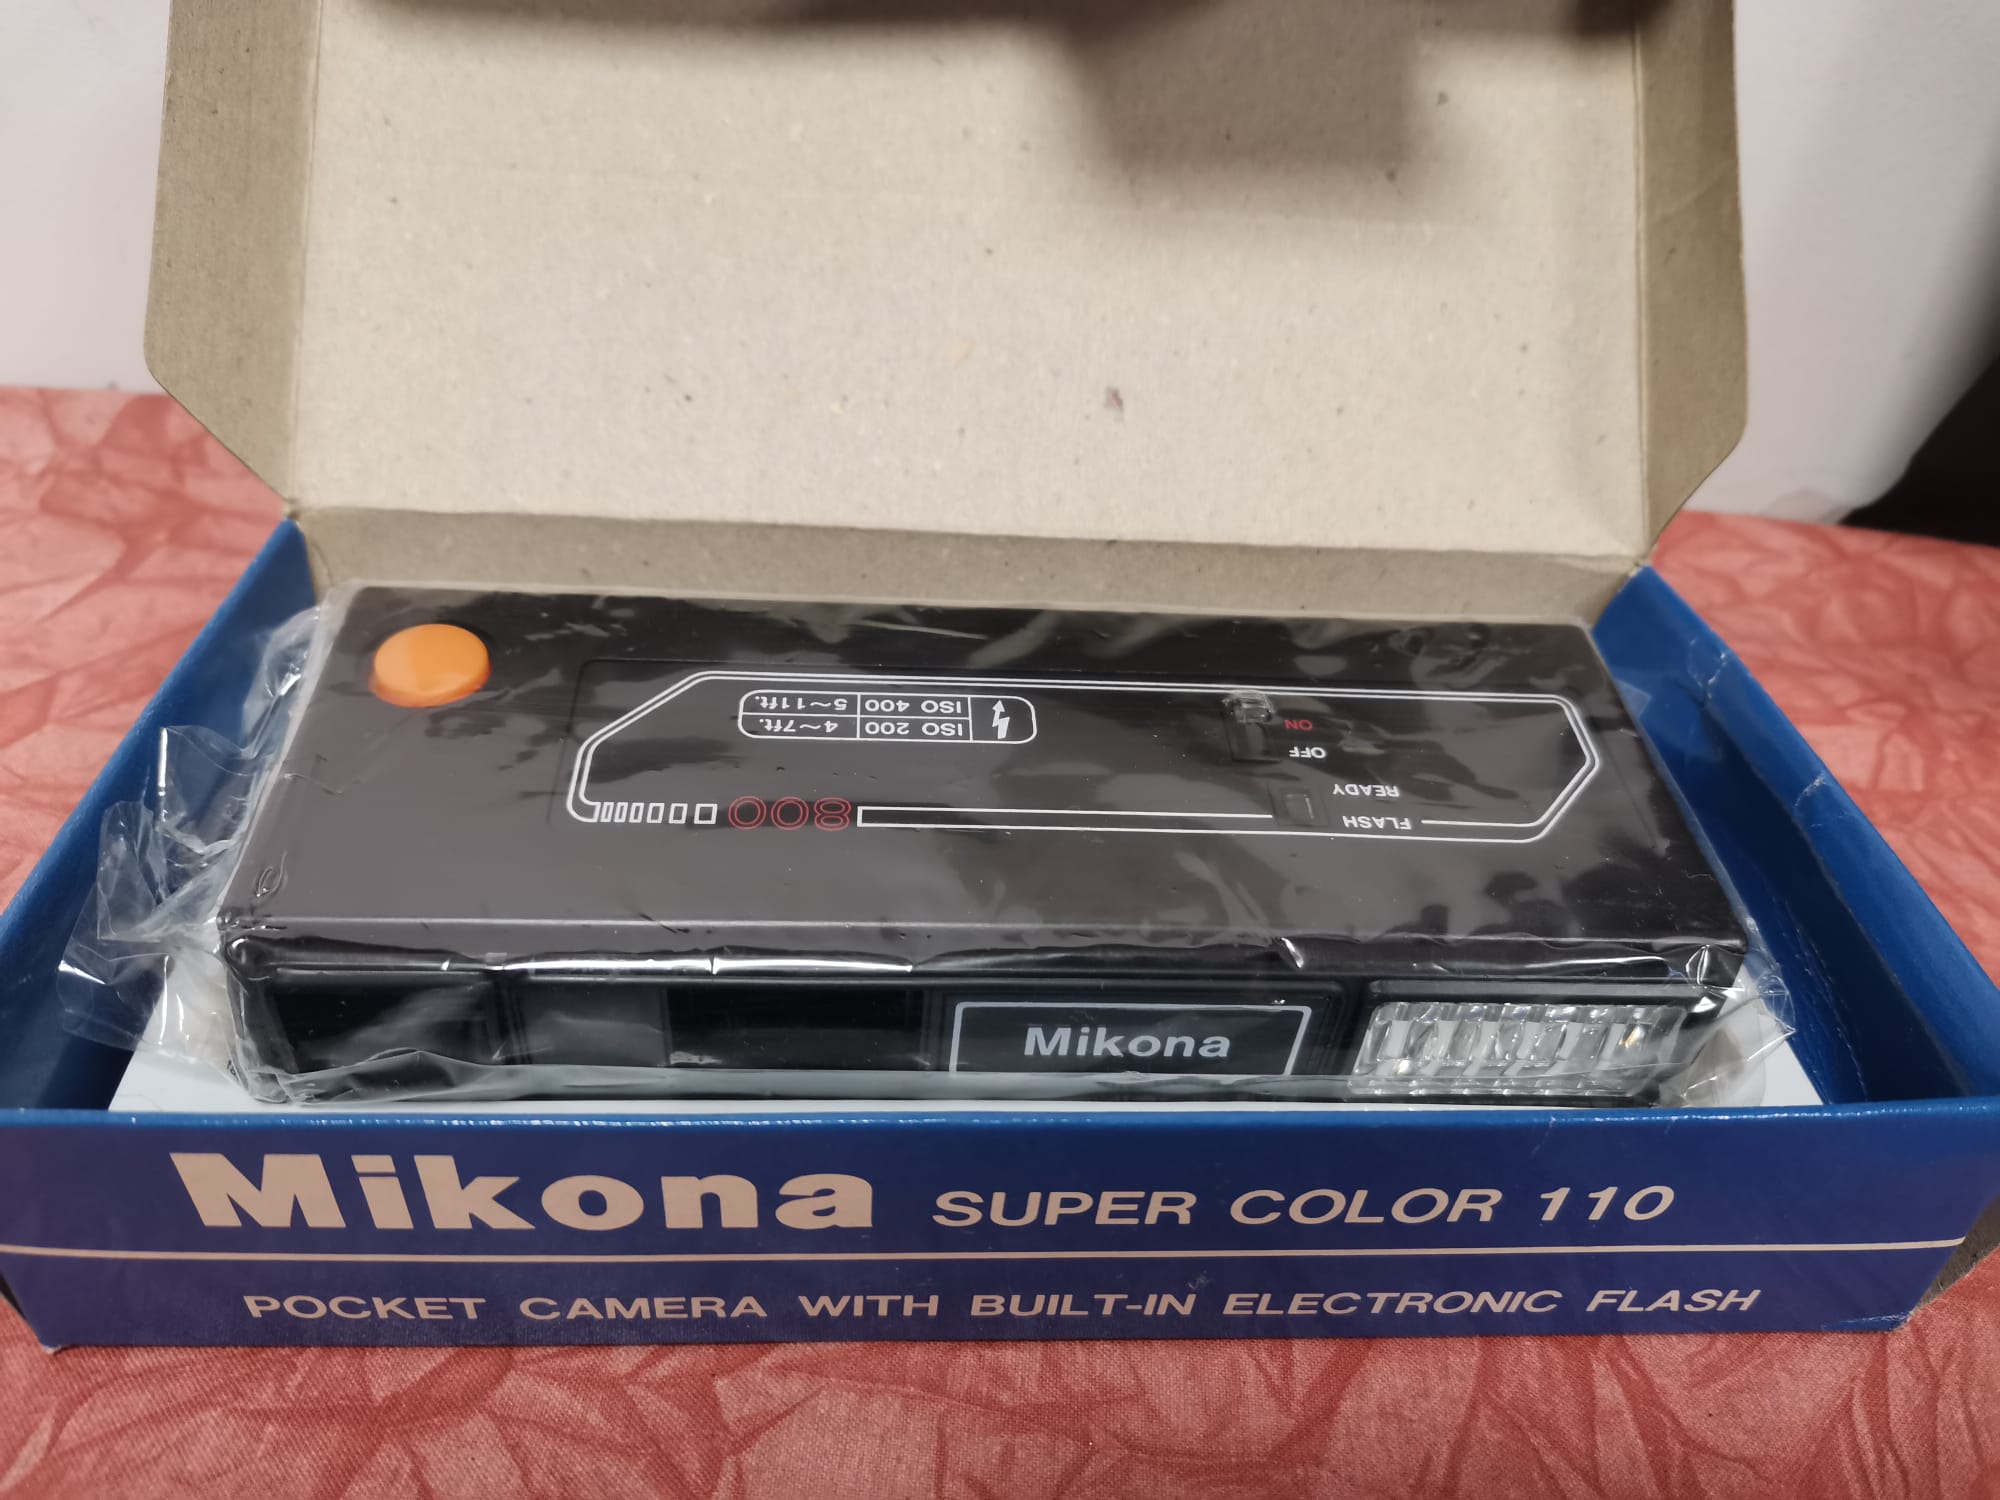 ISO 400 5~11ft.
ISO 200 4~7ft.
ON
OFF
READY
FLASH
800
Mikona
Mikona SUPER COLOR 110
POCKET CAMERA WITH BUILT-IN ELECTRONIC FLASH